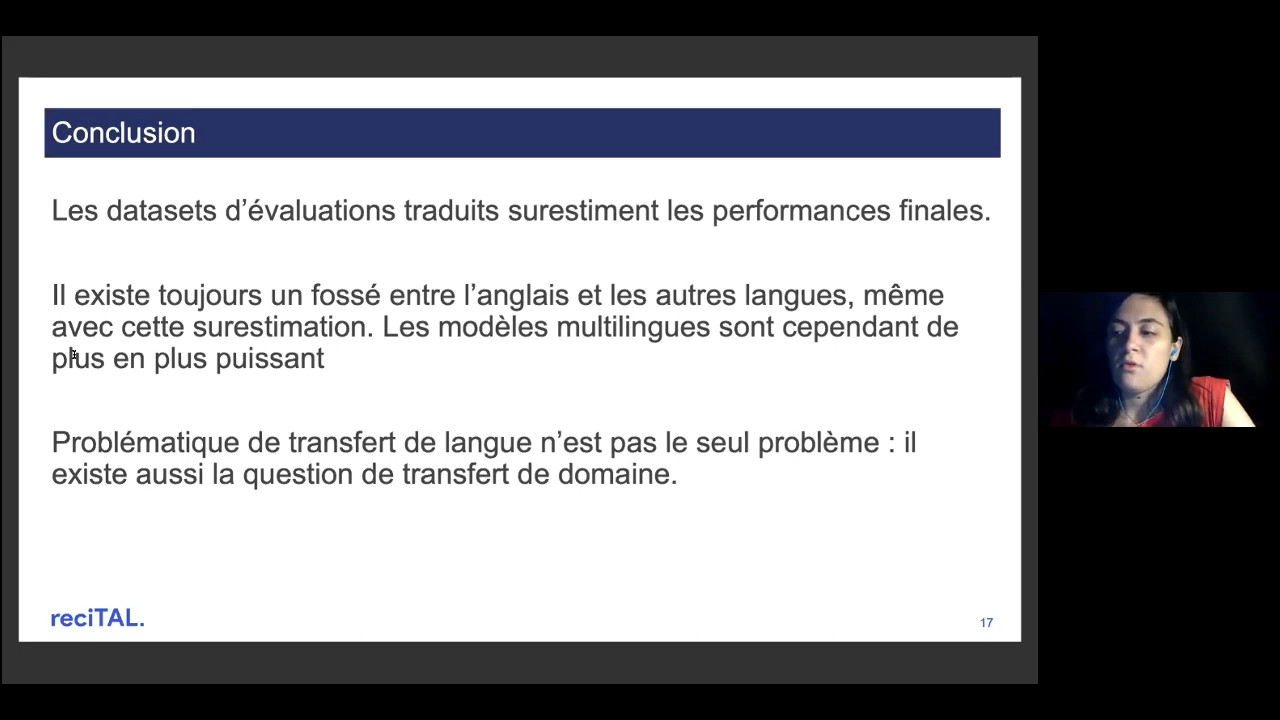 Conclusion
Les datasets d’évaluations traduits surestiment les performances finales.
Il existe toujours un fossé entre l’anglais et les autres langues, même
avec cette surestimation. Les modèles multilingues sont cependant de
plus en plus puissant
Problématique de transfert de langue n’est pas le seul problème : il
existe aussi la question de transfert de domaine.
reciTAL.
17